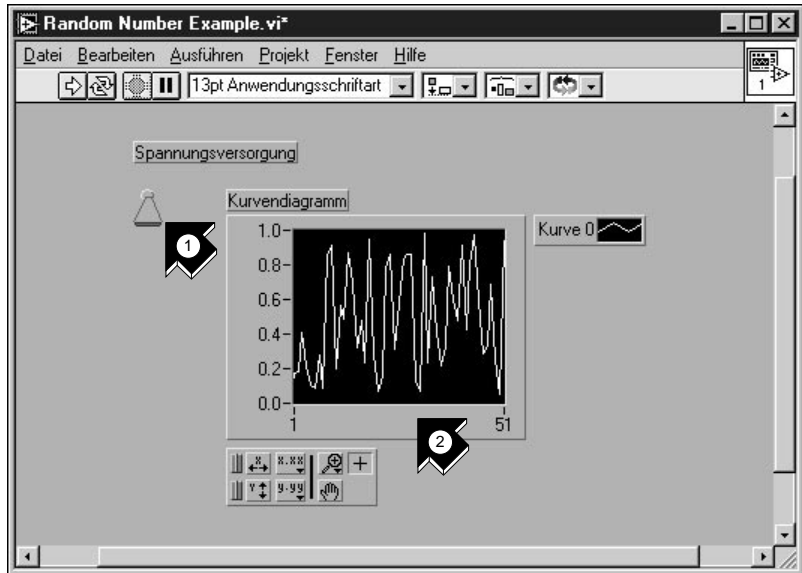 Random Number Example.vi*
Datei Bearbeiten Ausführen Projekt Fenster Hilfe
13pt Anwendungsschriftart
1
Spannungsversorgung
Kurvendiagramm
1
Kurve 0
1.0
0.8
0.6
0.4
0.2
0.0
1 51
2
x x.xx
Y y.yy